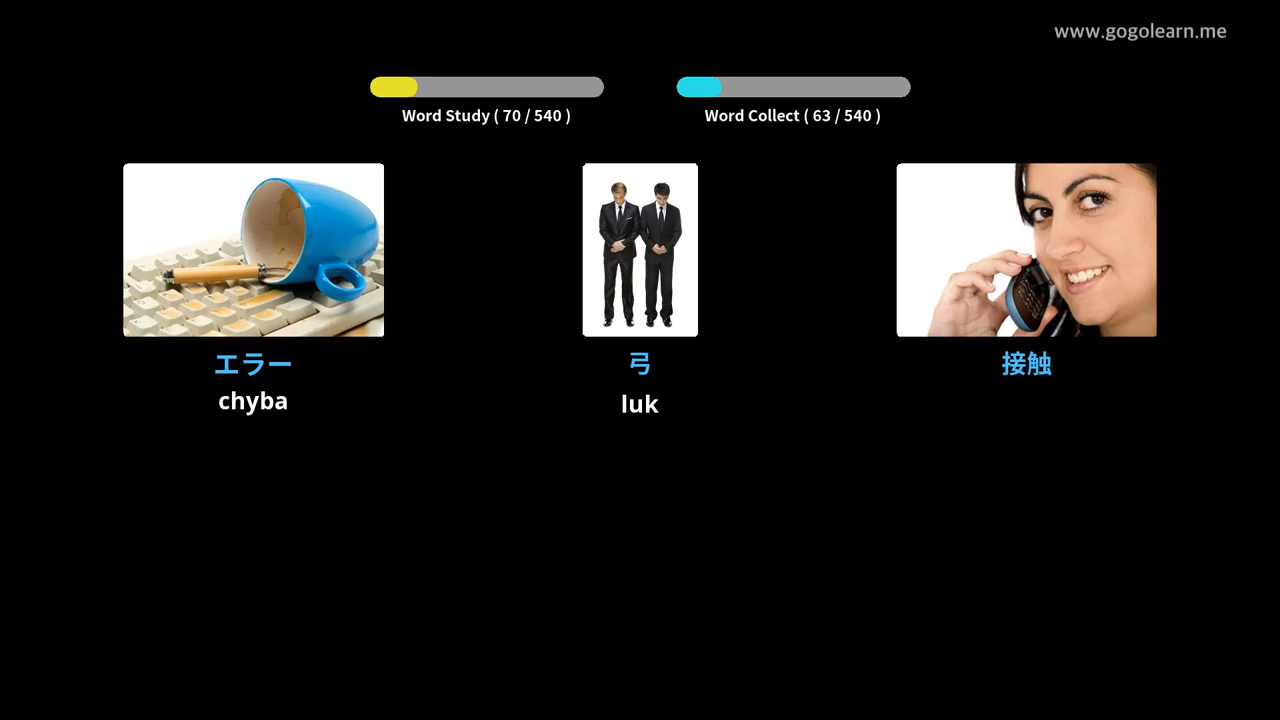 www.gogolearn.me
Word Study ( 70 / 540 )
Word Collect ( 63 / 540 )
エラー
弓
接触
chyba
luk